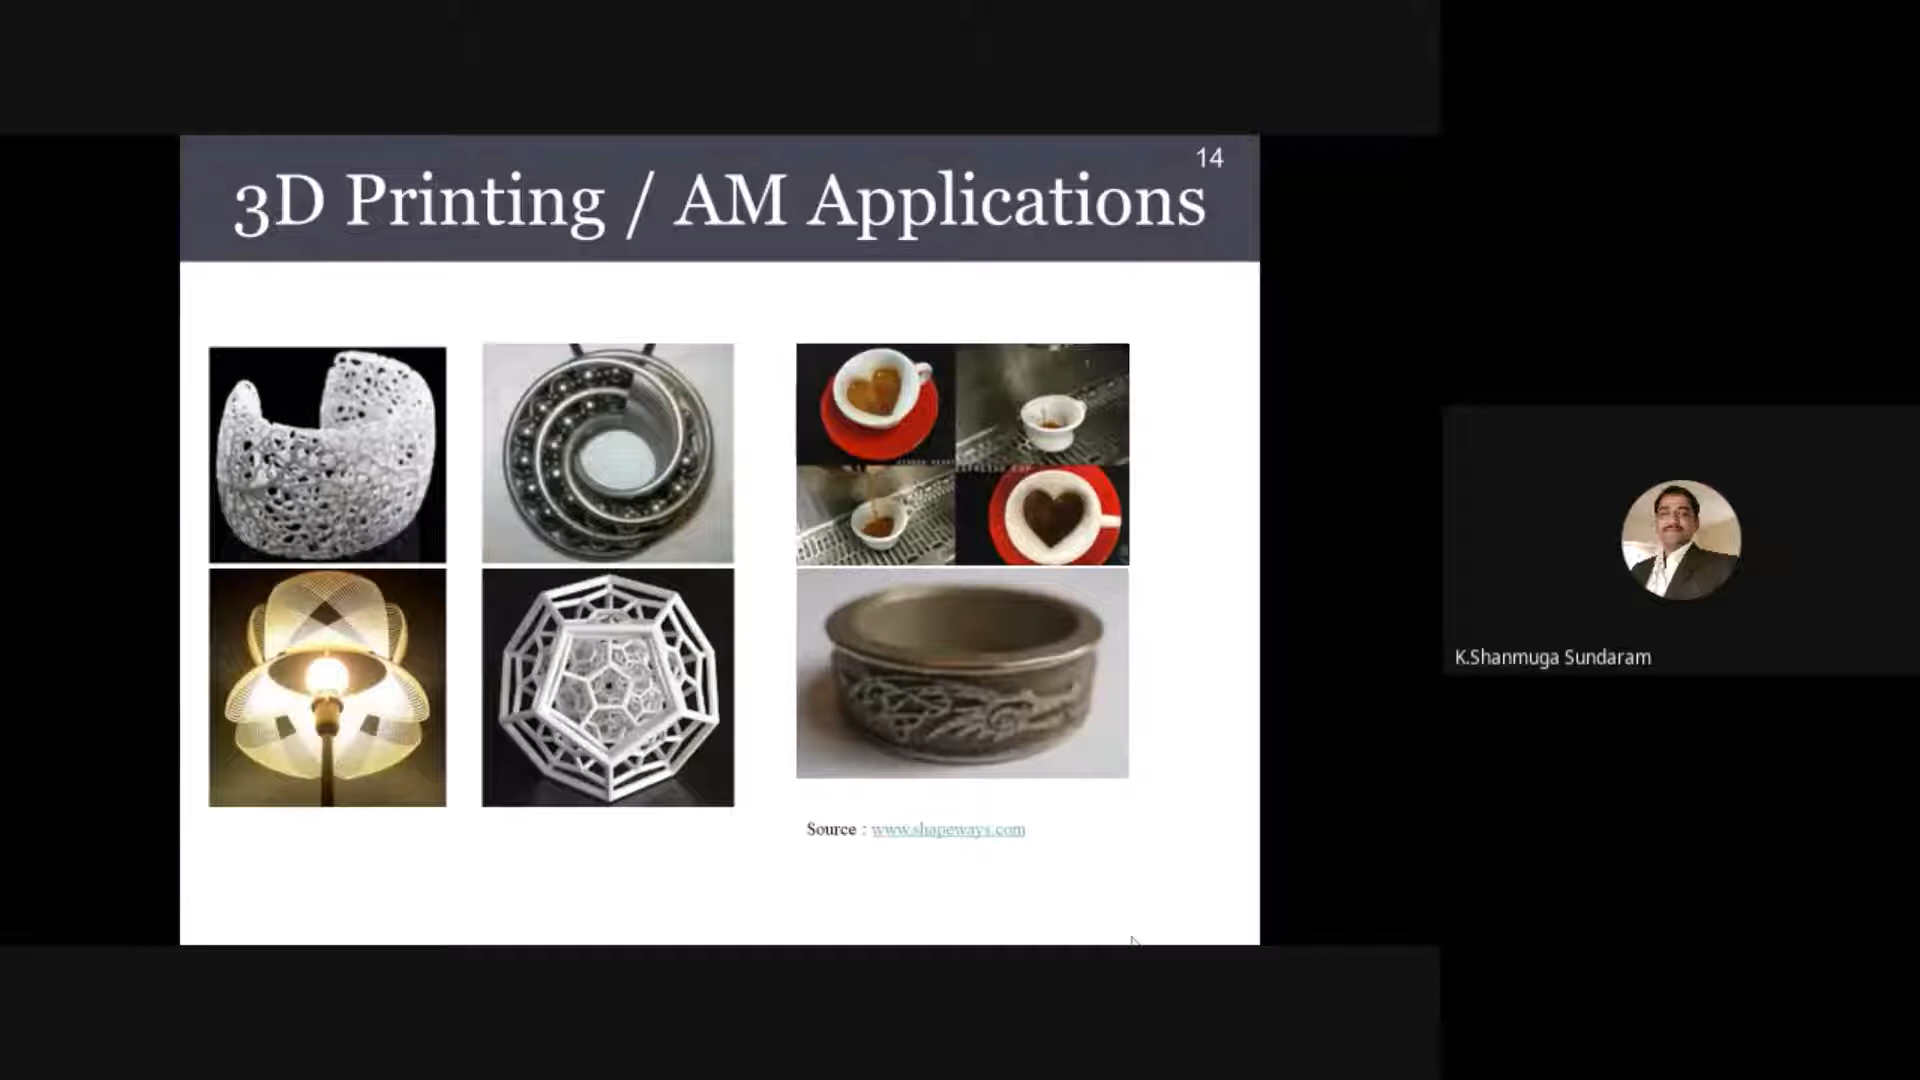 14
3D Printing / AM Applications
Source : www.shapeways.com
K.Shanmuga Sundaram